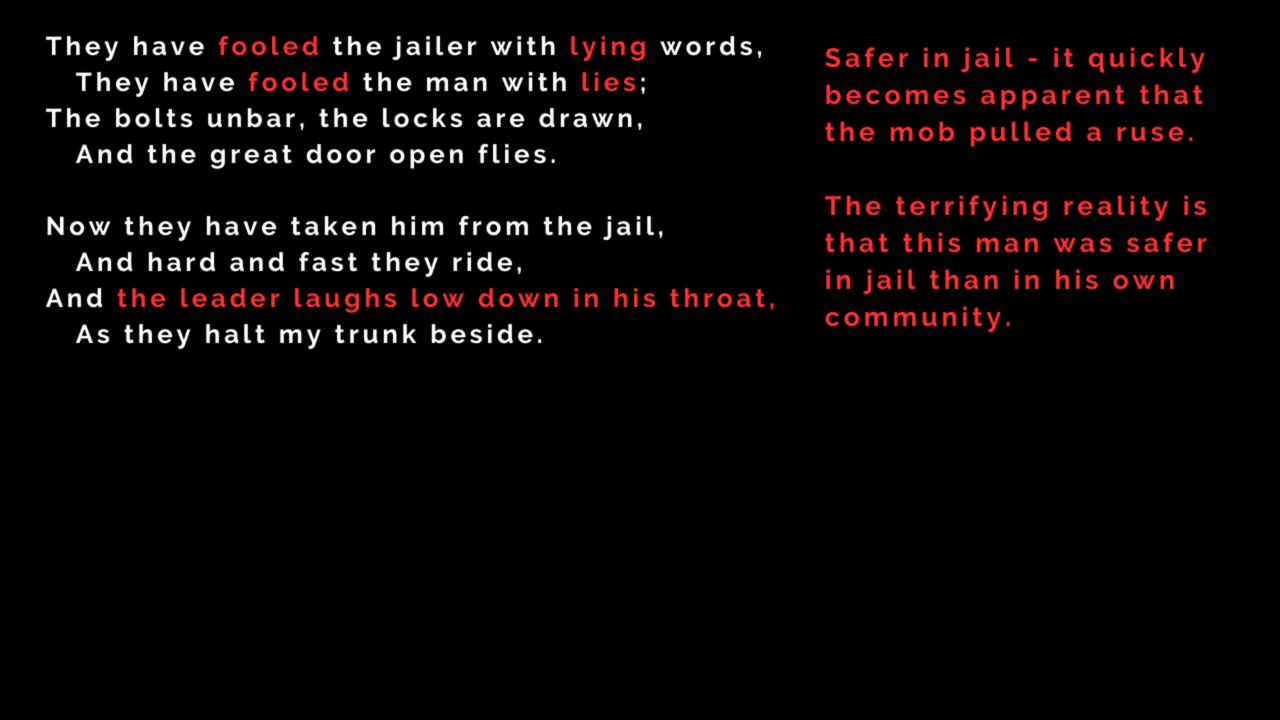 They have fooled the jailer with lying words,
They have fooled the man with lies;
The bolts unbar, the locks are drawn,
And the great door open flies.
Now they have taken him from the jail,
And hard and fast they ride,
And the leader laughs low down in his throat,
As they halt my trunk beside.
Safer in jail - it quickly
becomes apparent that
the mob pulled a ruse.
The terrifying reality is
that this man was safer
in jail than in his own
community.